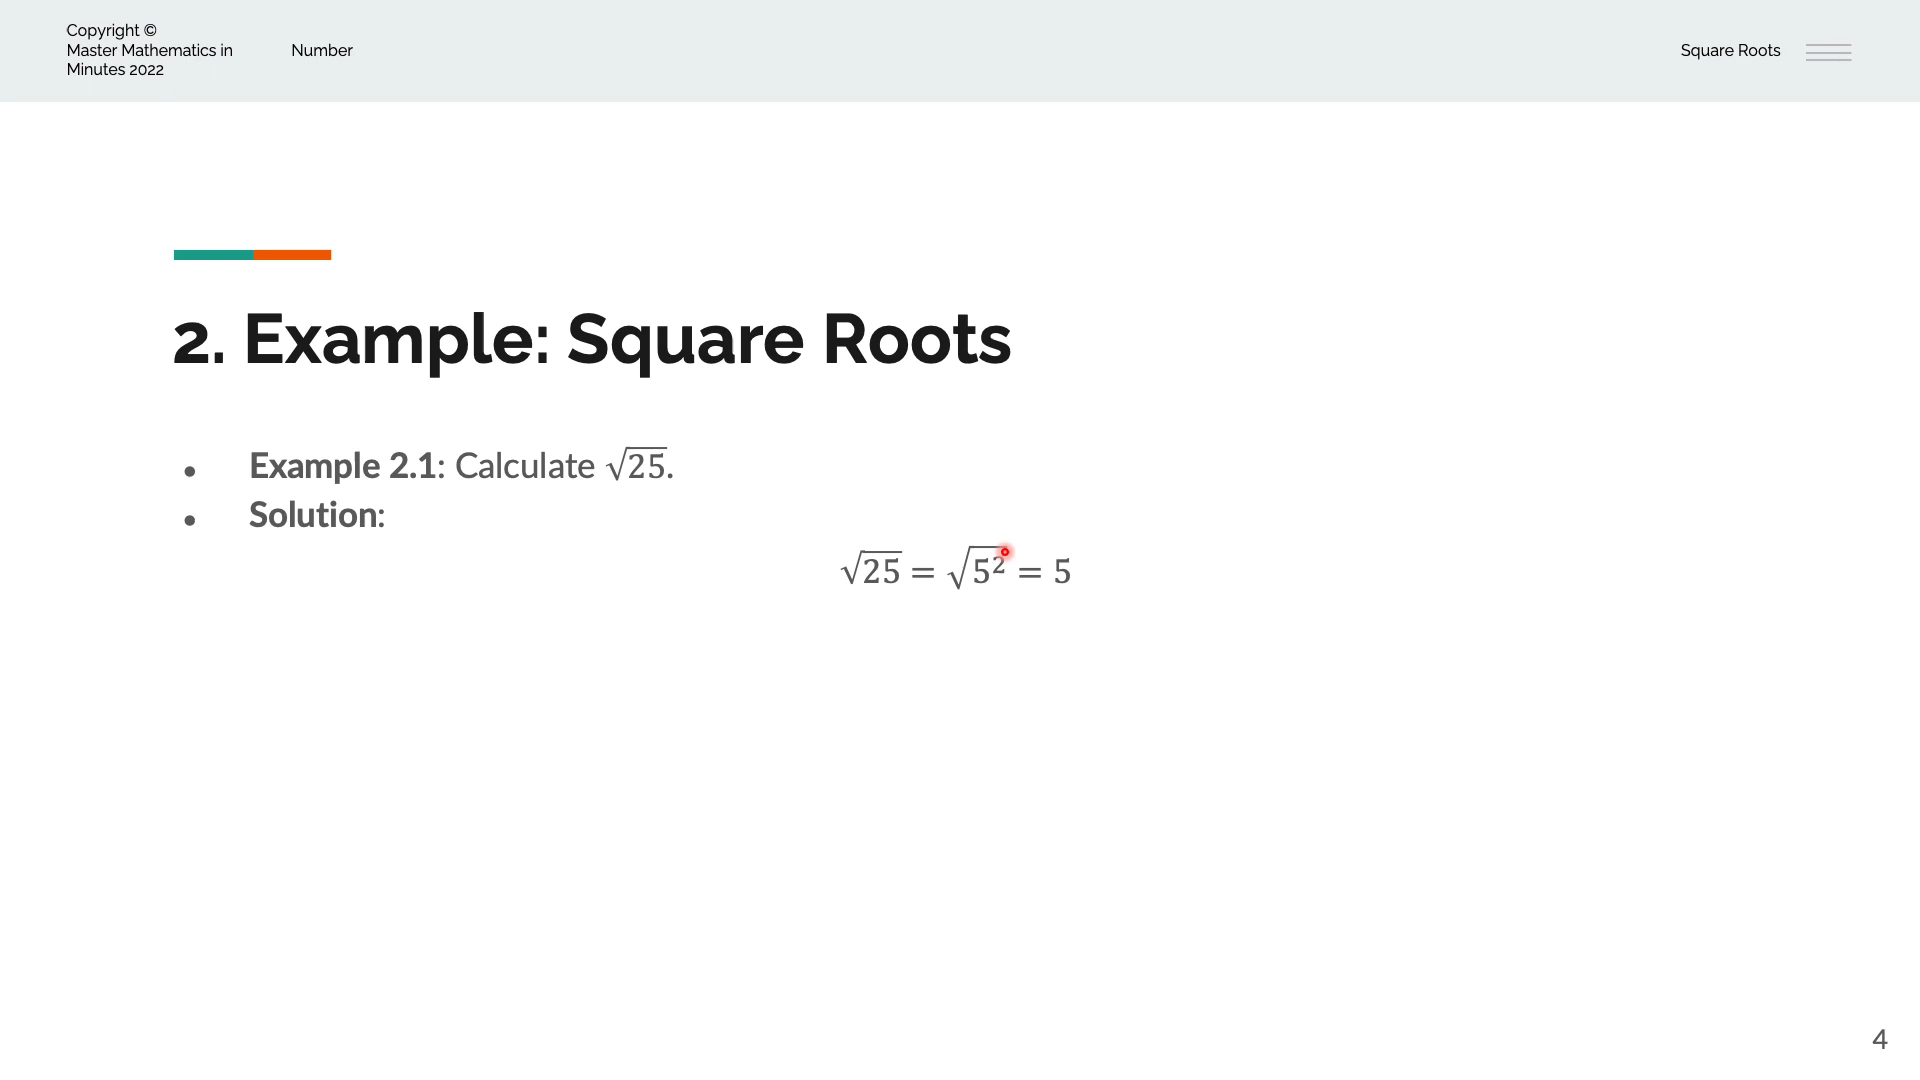 Copyright ©
Master Mathematics in
Minutes 2022
Number
Square Roots
2. Example: Square Roots
• Example 2.1: Calculate √25.
• Solution:
√25 = √5² = 5
4